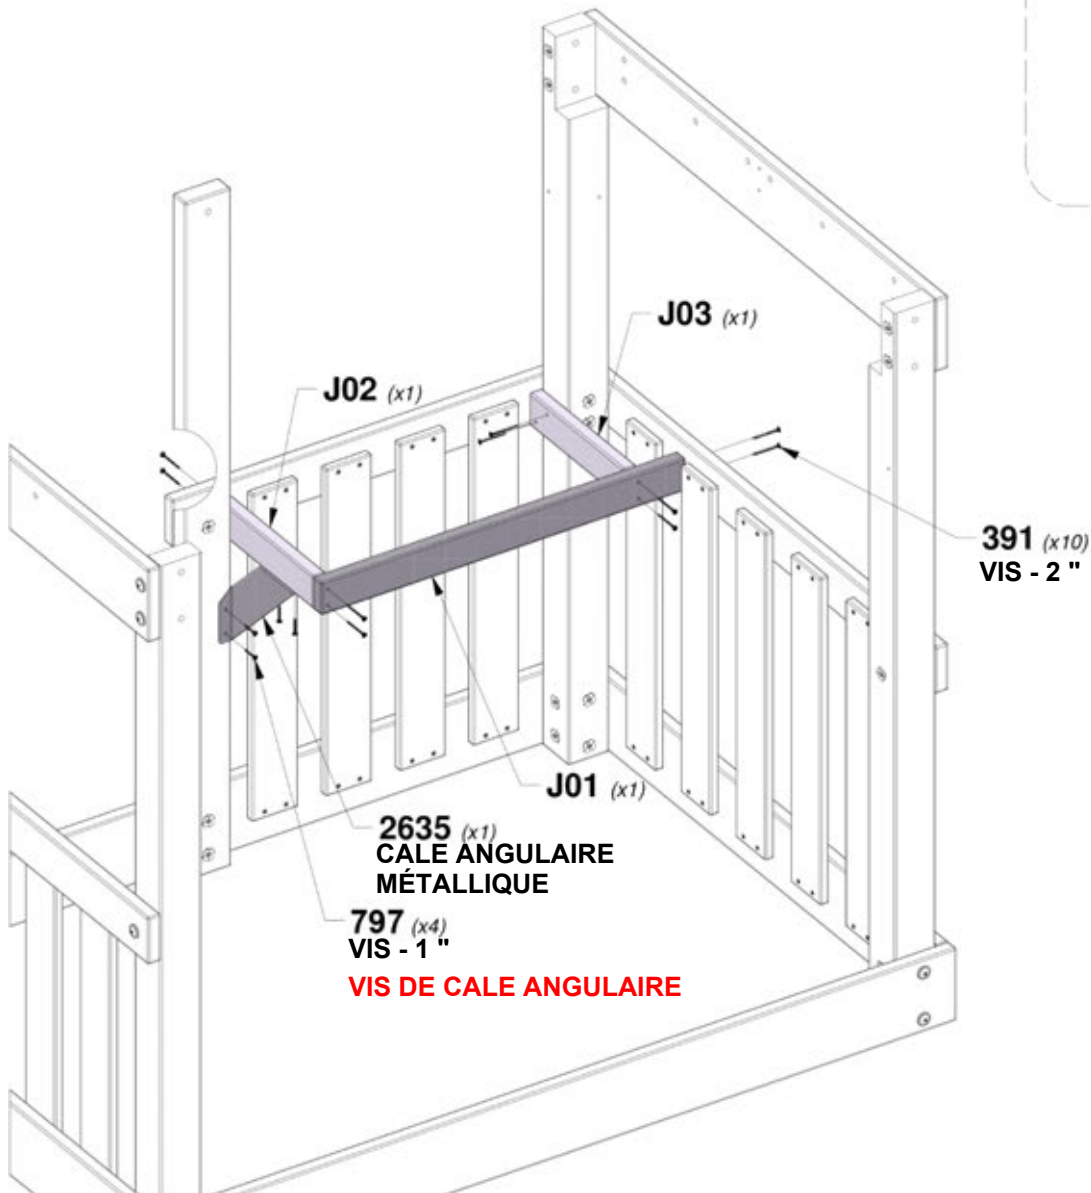 J03 (x1)
J02 (x1)
391 (x10)
VIS - 2 "
J01 (x1)
2635 (x1)
CALE ANGULAIRE
MÉTALLIQUE
797 (x4)
VIS - 1 "
VIS DE CALE ANGULAIRE